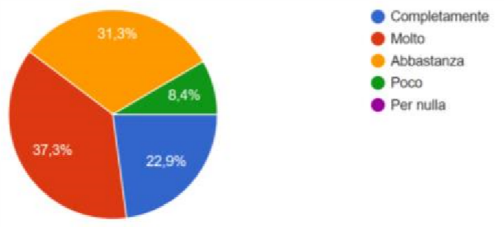 31,3%
8,4%
37,3%
22,9%
Completamente
Molto
Abbastanza
Poco
Per nulla